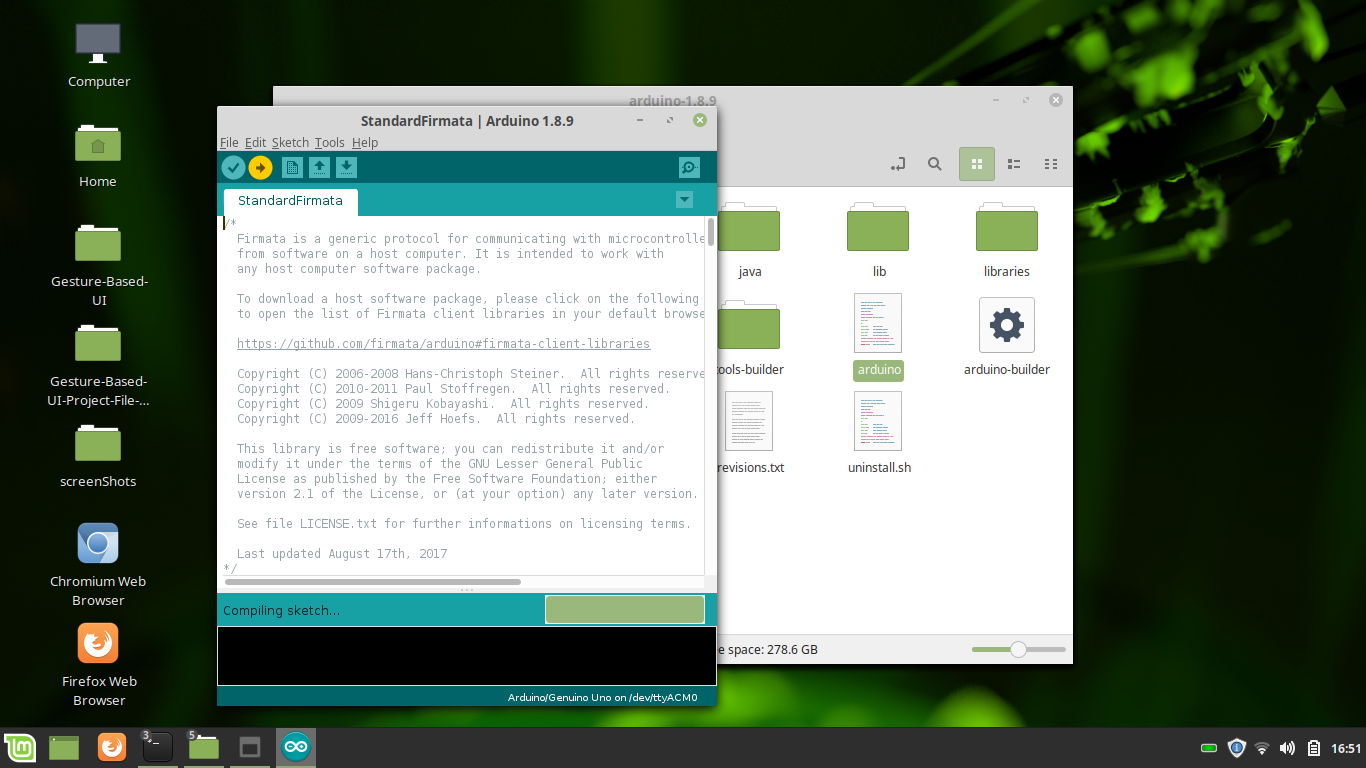 Computer
Home
Gesture-Based-
UI
Gesture-Based-
UI-Project-File-...
screenShots
Chromium Web
Browser
Firefox Web
Browser
arduino-1.8.9
StandardFirmata | Arduino 1.8.9
File Edit Sketch Tools Help
StandardFirmata
/*
Firmata is a generic protocol for communicating with microcontrolle
from software on a host computer. It is intended to work with
any host computer software package.
To download a host software package, please click on the following
to open the list of Firmata client libraries in your default browse
https://github.com/firmata/arduino#firmata-client-libraries
Copyright (C) 2006-2008 Hans-Christoph Steiner.  All rights reserve
Copyright (C) 2010-2011 Paul Stoffregen.  All rights reserved.
Copyright (C) 2009 Shigeru Kobayashi.  All rights reserved.
Copyright (C) 2009-2016 Jeff Hoefs.  All rights reserved.
This library is free software; you can redistribute it and/or
modify it under the terms of the GNU Lesser General Public
License as published by the Free Software Foundation; either
version 2.1 of the License, or (at your option) any later version.
See file LICENSE.txt for further informations on licensing terms.
Last updated August 17th, 2017
*/
Compiling sketch...
Arduino/Genuino Uno on /dev/ttyACM0
java
lib
libraries
tools-builder
arduino
arduino-builder
revisions.txt
uninstall.sh
e space: 278.6 GB
3
5
16:51